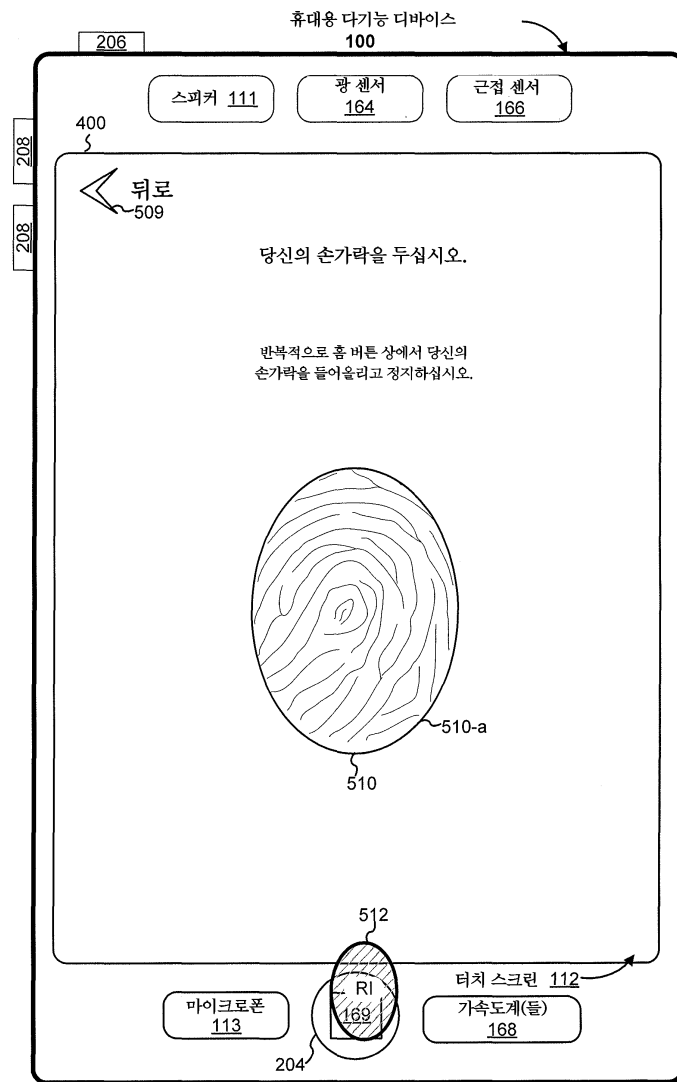 휴대용 다기능 디바이스
100
206
스피커 111
광 센서
164
근접 센서
166
208
208
400
뒤로
509
당신의 손가락을 두십시오.
반복적으로 홈 버튼 상에서 당신의
손가락을 들어올리고 정지하십시오.
510-a
510
512
터치 스크린 112
RI
169
마이크로폰
113
가속도계(들)
168
204